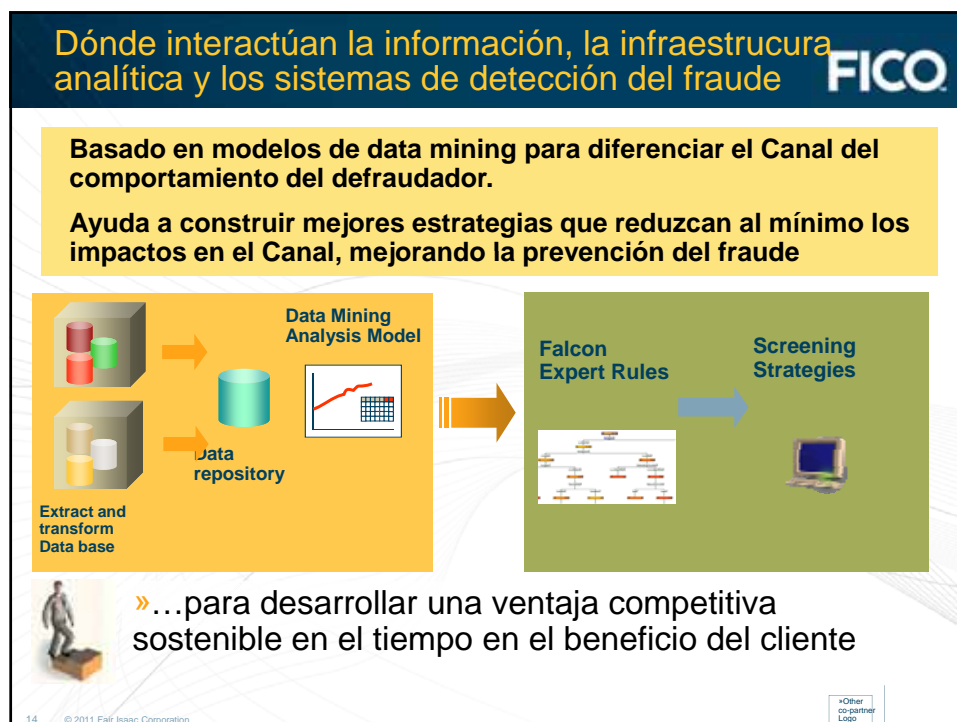 Dónde interactúan la información, la infraestrucura
analítica y los sistemas de detección del fraude
FICO
Basado en modelos de data mining para diferenciar el Canal del
comportamiento del defraudador.
Ayuda a construir mejores estrategias que reduzcan al mínimo los
impactos en el Canal, mejorando la prevención del fraude
Data Mining
Analysis Model
Data
repository
Extract and
transform
Data base
Falcon
Expert Rules
Screening
Strategies
»…para desarrollar una ventaja competitiva
sostenible en el tiempo en el beneficio del cliente
14 © 2011 Fair Isaac Corporation
»Other
co-partner
Logo